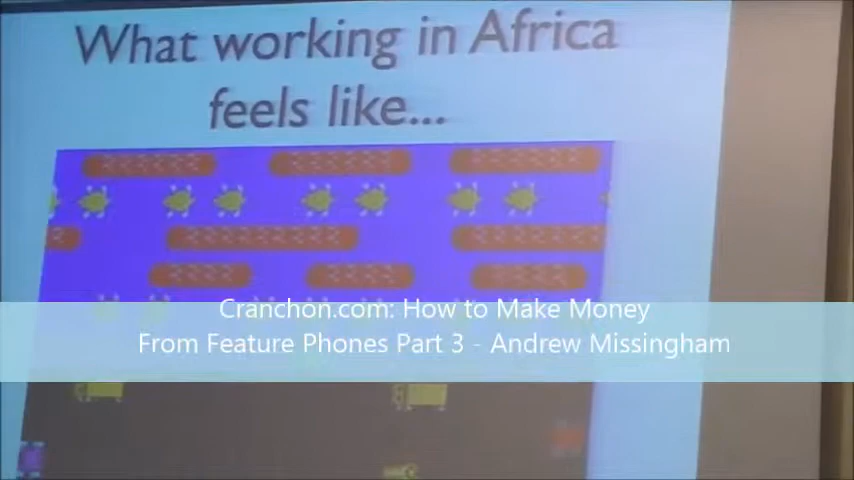 What working in Africa
feels like...
Cranchon.com: How to Make Money
From Feature Phones Part 3 - Andrew Missingham